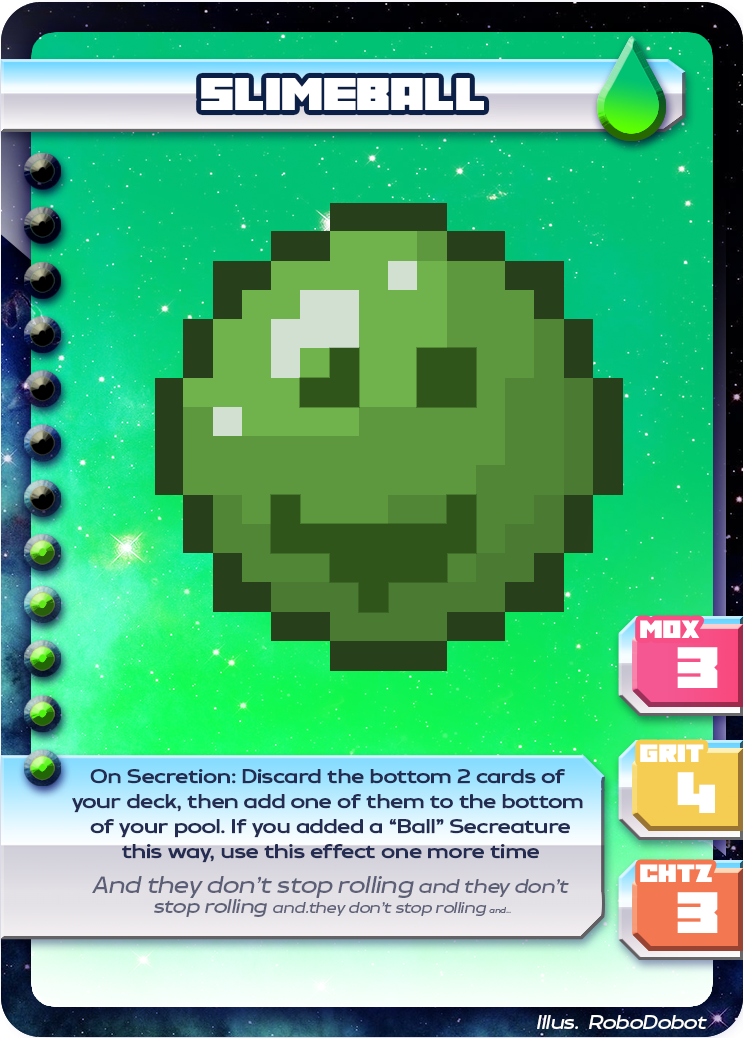 SLIMEBALL
MOX
3
GRIT
4
CHTZ
3
On Secretion: Discard the bottom 2 cards of
your deck, then add one of them to the bottom
of your pool. If you added a “Ball” Secreature
this way, use this effect one more time
And they don’t stop rolling and they don’t
stop rolling and.they don’t stop rolling and...
Illus. RoboDobot